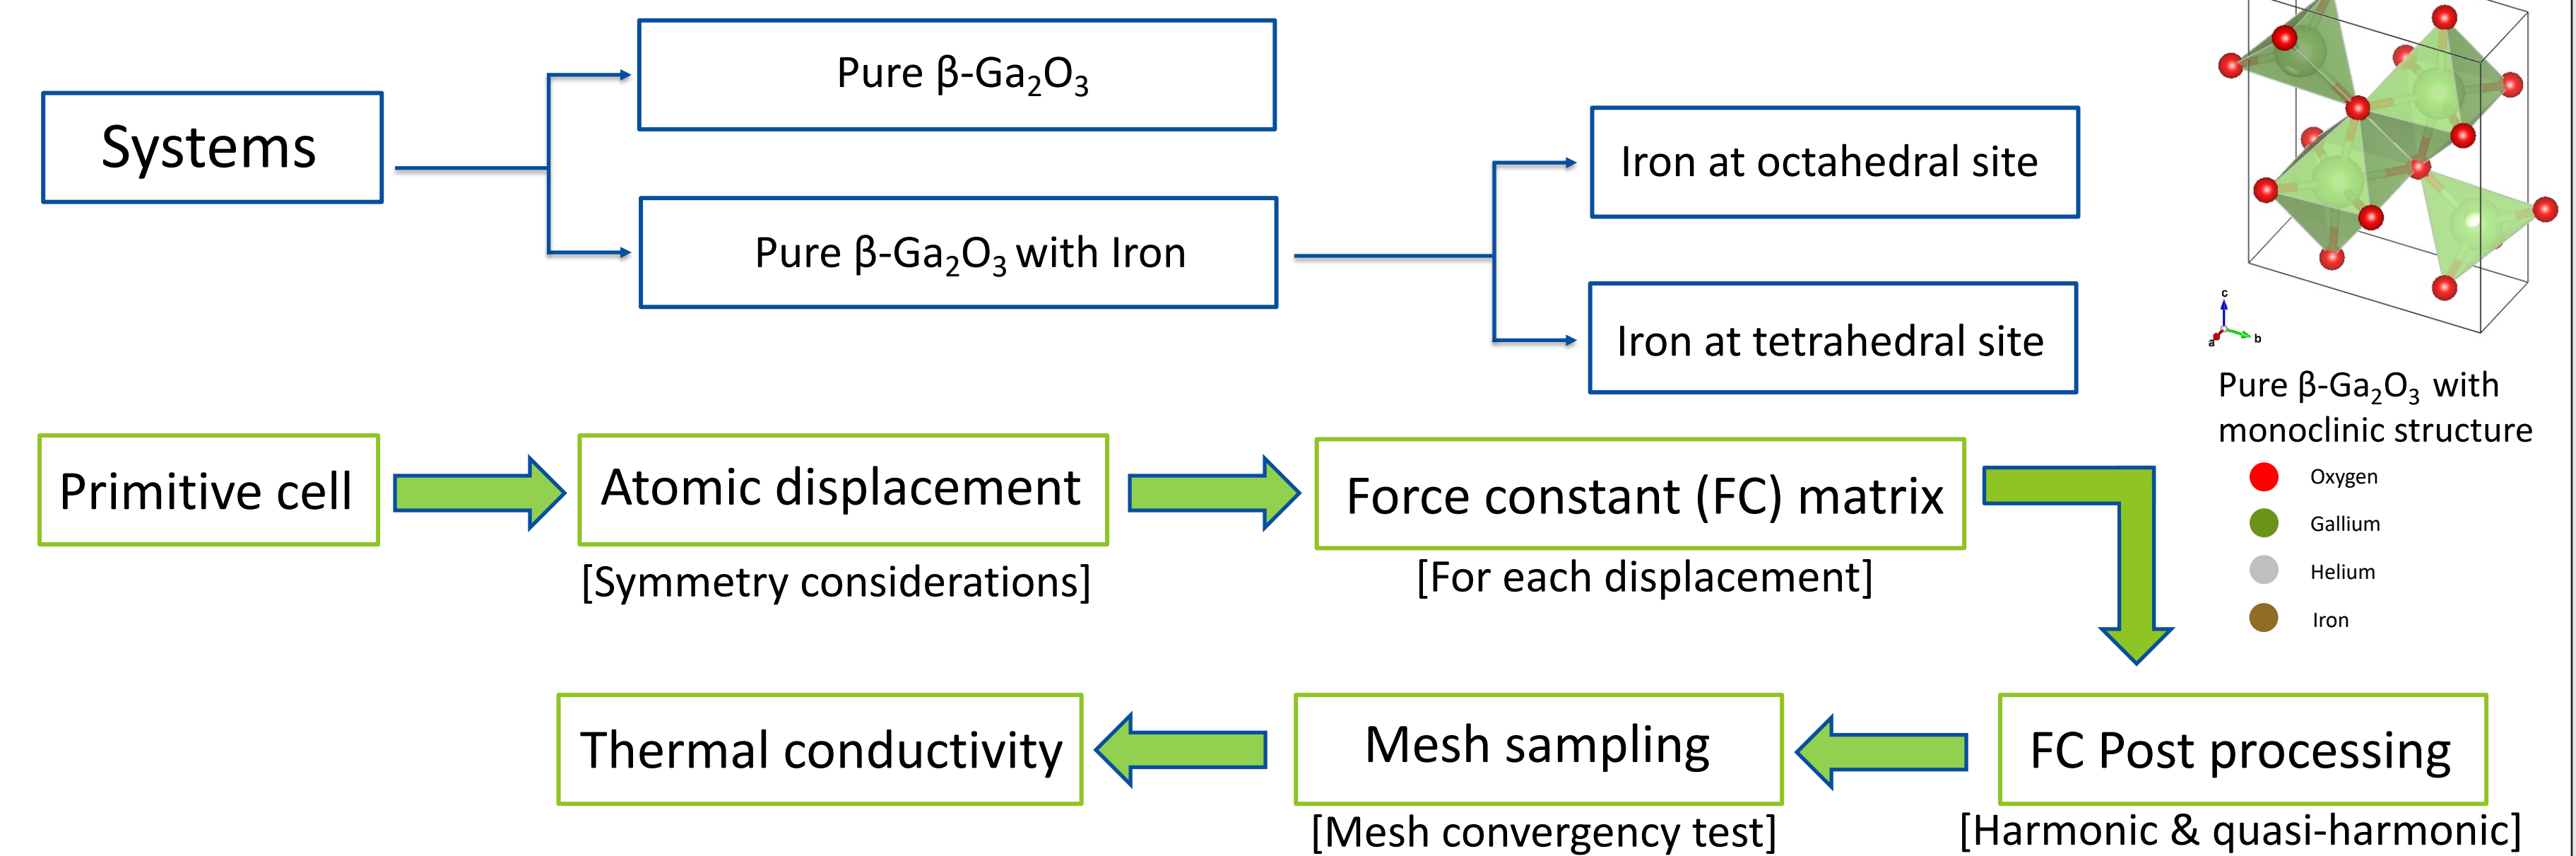 Systems
Pure β-Ga₂O₃
Pure β-Ga₂O₃ with Iron
Iron at octahedral site
Iron at tetrahedral site
c
b
a
Pure β-Ga₂O₃ with
monoclinic structure
Oxygen
Gallium
Helium
Iron
Primitive cell
Atomic displacement
[Symmetry considerations]
Force constant (FC) matrix
[For each displacement]
FC Post processing
[Harmonic & quasi-harmonic]
Mesh sampling
[Mesh convergency test]
Thermal conductivity